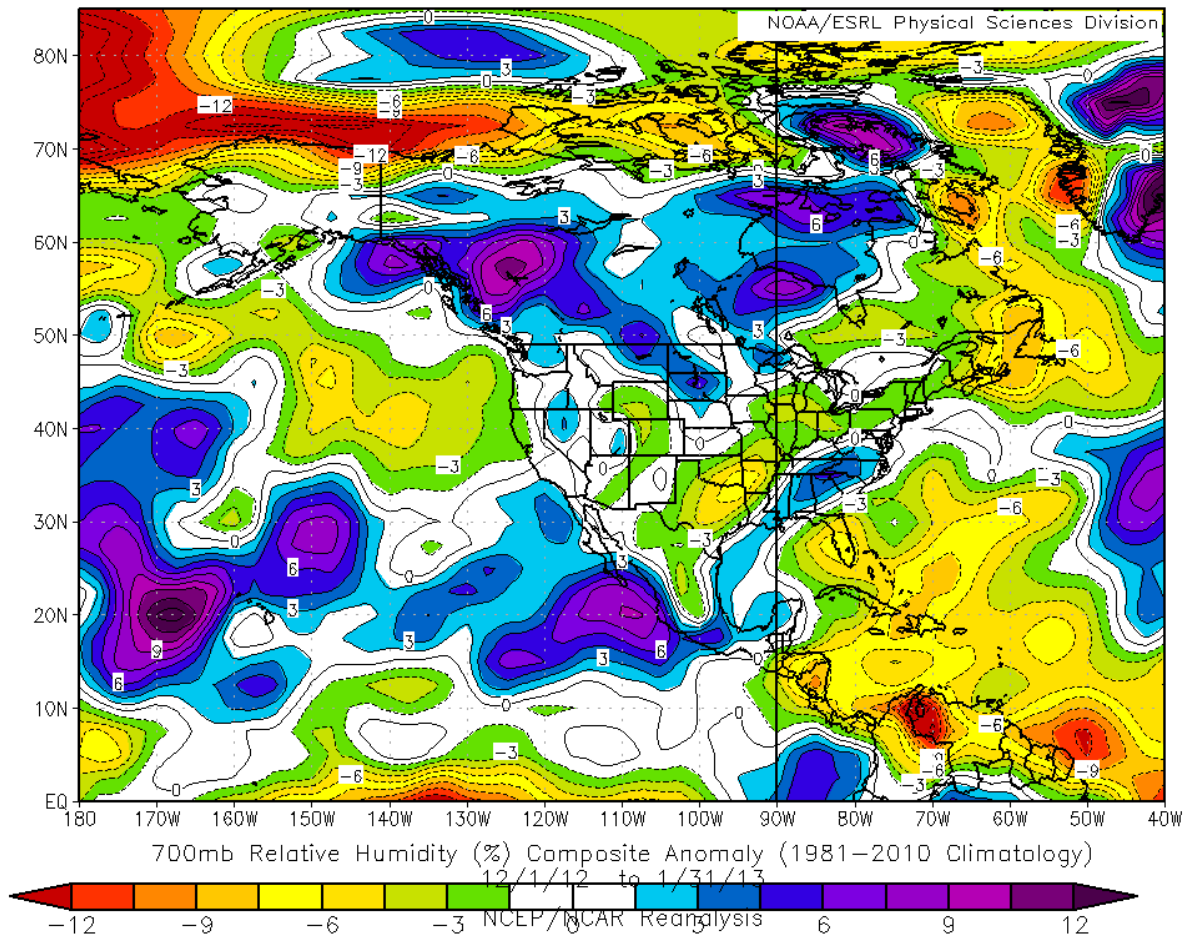 NOAA/ESRL Physical Sciences Division
80N
70N
60N
50N
40N
30N
20N
10N
EQ
180 170W 160W 150W 140W 130W 120W 110W 100W 90W 80W 70W 60W 50W 40W
700mb Relative Humidity (%) Composite Anomaly (1981-2010 Climatology)
12/1/12 to 1/31/13
NCEP/NCAR Reanalysis
-12 -9 -6 -3 0 3 6 9 12